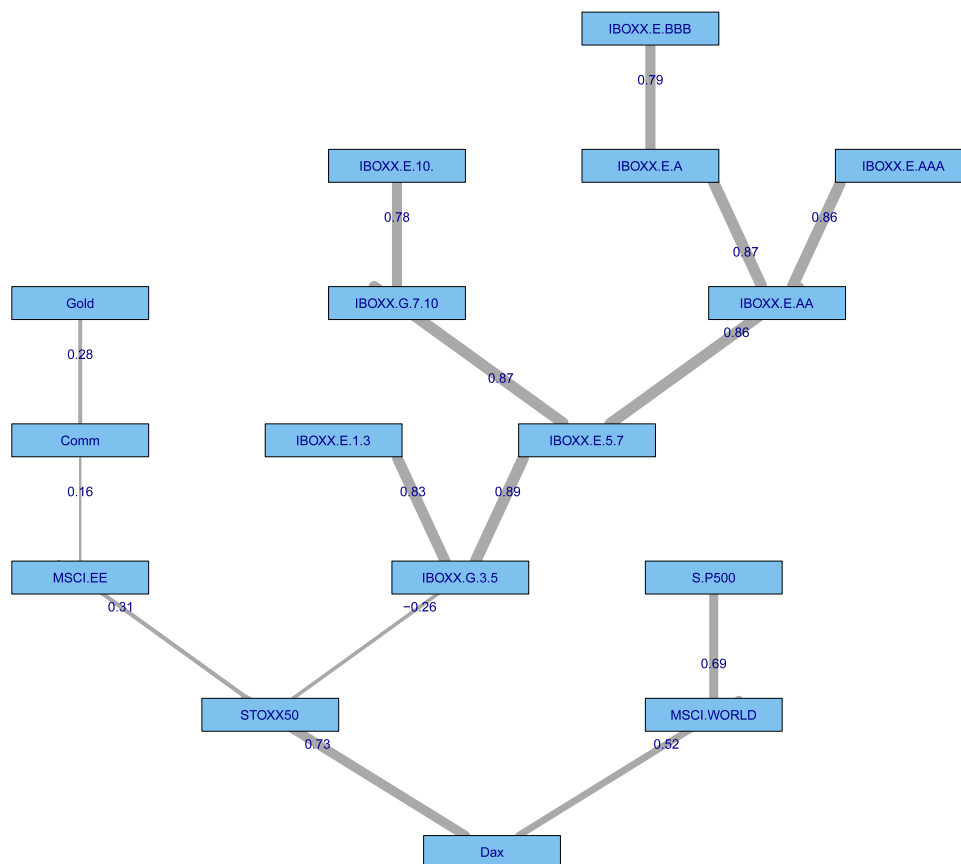 IBOXX.E.BBB
0.79
IBOXX.E.10.
IBOXX.E.A
IBOXX.E.AAA
0.78
0.87
0.86
Gold
IBOXX.G.7.10
IBOXX.E.AA
0.28
0.87
0.86
Comm
IBOXX.E.1.3
IBOXX.E.5.7
0.16
0.83
0.89
MSCI.EE
IBOXX.G.3.5
S.P500
0.31
−0.26
0.69
STOXX50
MSCI.WORLD
0.73
0.52
Dax